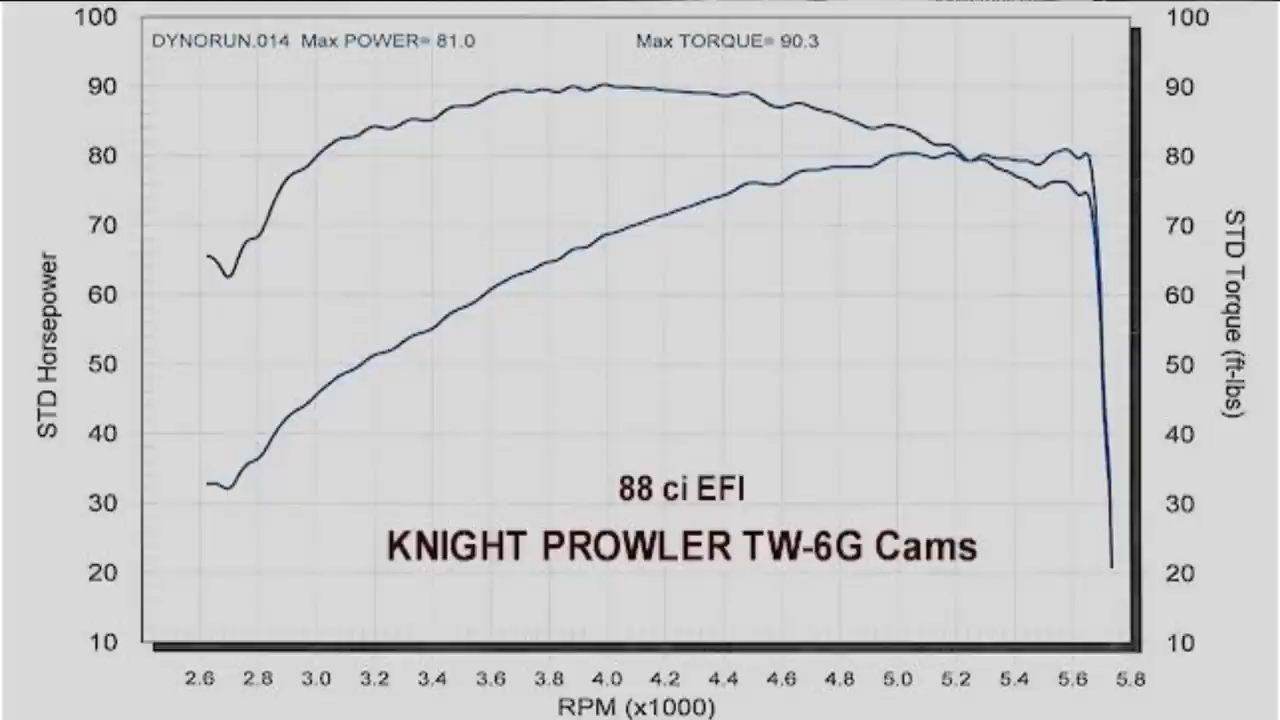 DYNORUN.014 Max POWER= 81.0 Max TORQUE= 90.3
100
90
80
70
60
50
40
30
20
10
STD Horsepower
100
90
80
70
60
50
40
30
20
10
STD Torque (ft-lbs)
88 ci EFI
KNIGHT PROWLER TW-6G Cams
2.6 2.8 3.0 3.2 3.4 3.6 3.8 4.0 4.2 4.4 4.6 4.8 5.0 5.2 5.4 5.6 5.8
RPM (x1000)